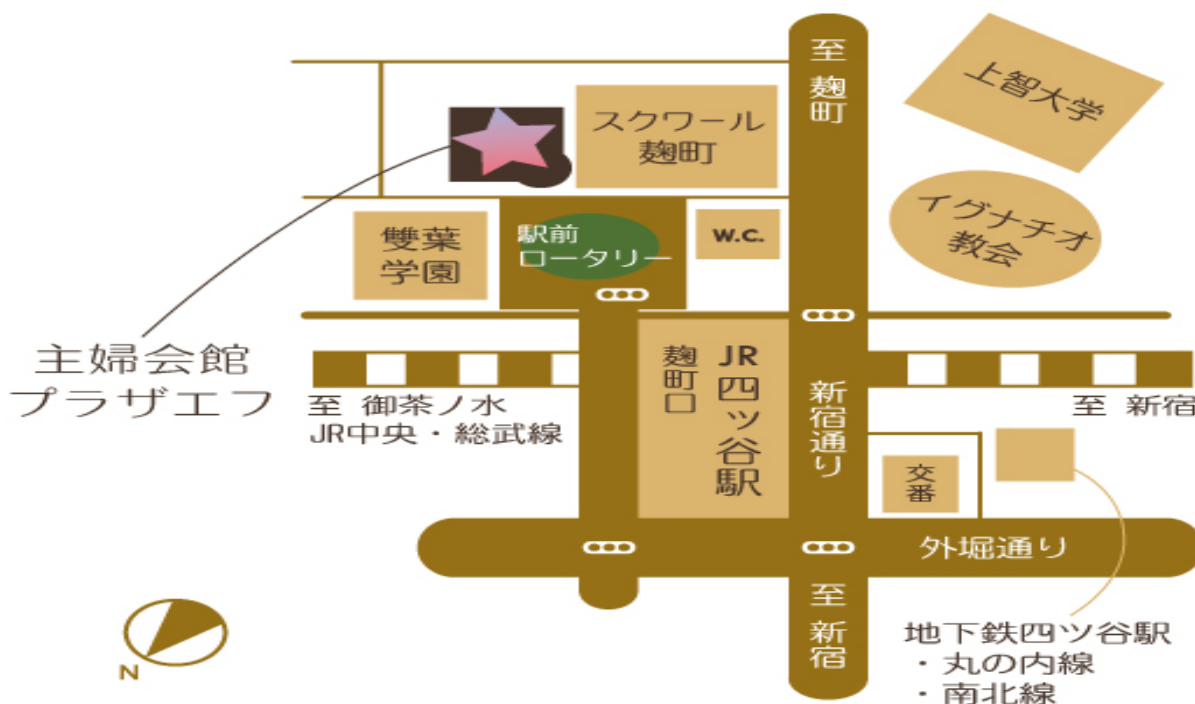 至 麹町
上智大学
スクワール
麹町
イグナチオ
教会
雙葉
学園
駅前
ロータリー
W.C.
主婦会館
プラザエフ
至 御茶ノ水
JR中央・総武線
麹町口
JR四ツ谷駅
新宿通り
至 新宿
交番
外堀通り
至 新宿
地下鉄四ツ谷駅
・丸の内線
・南北線
N